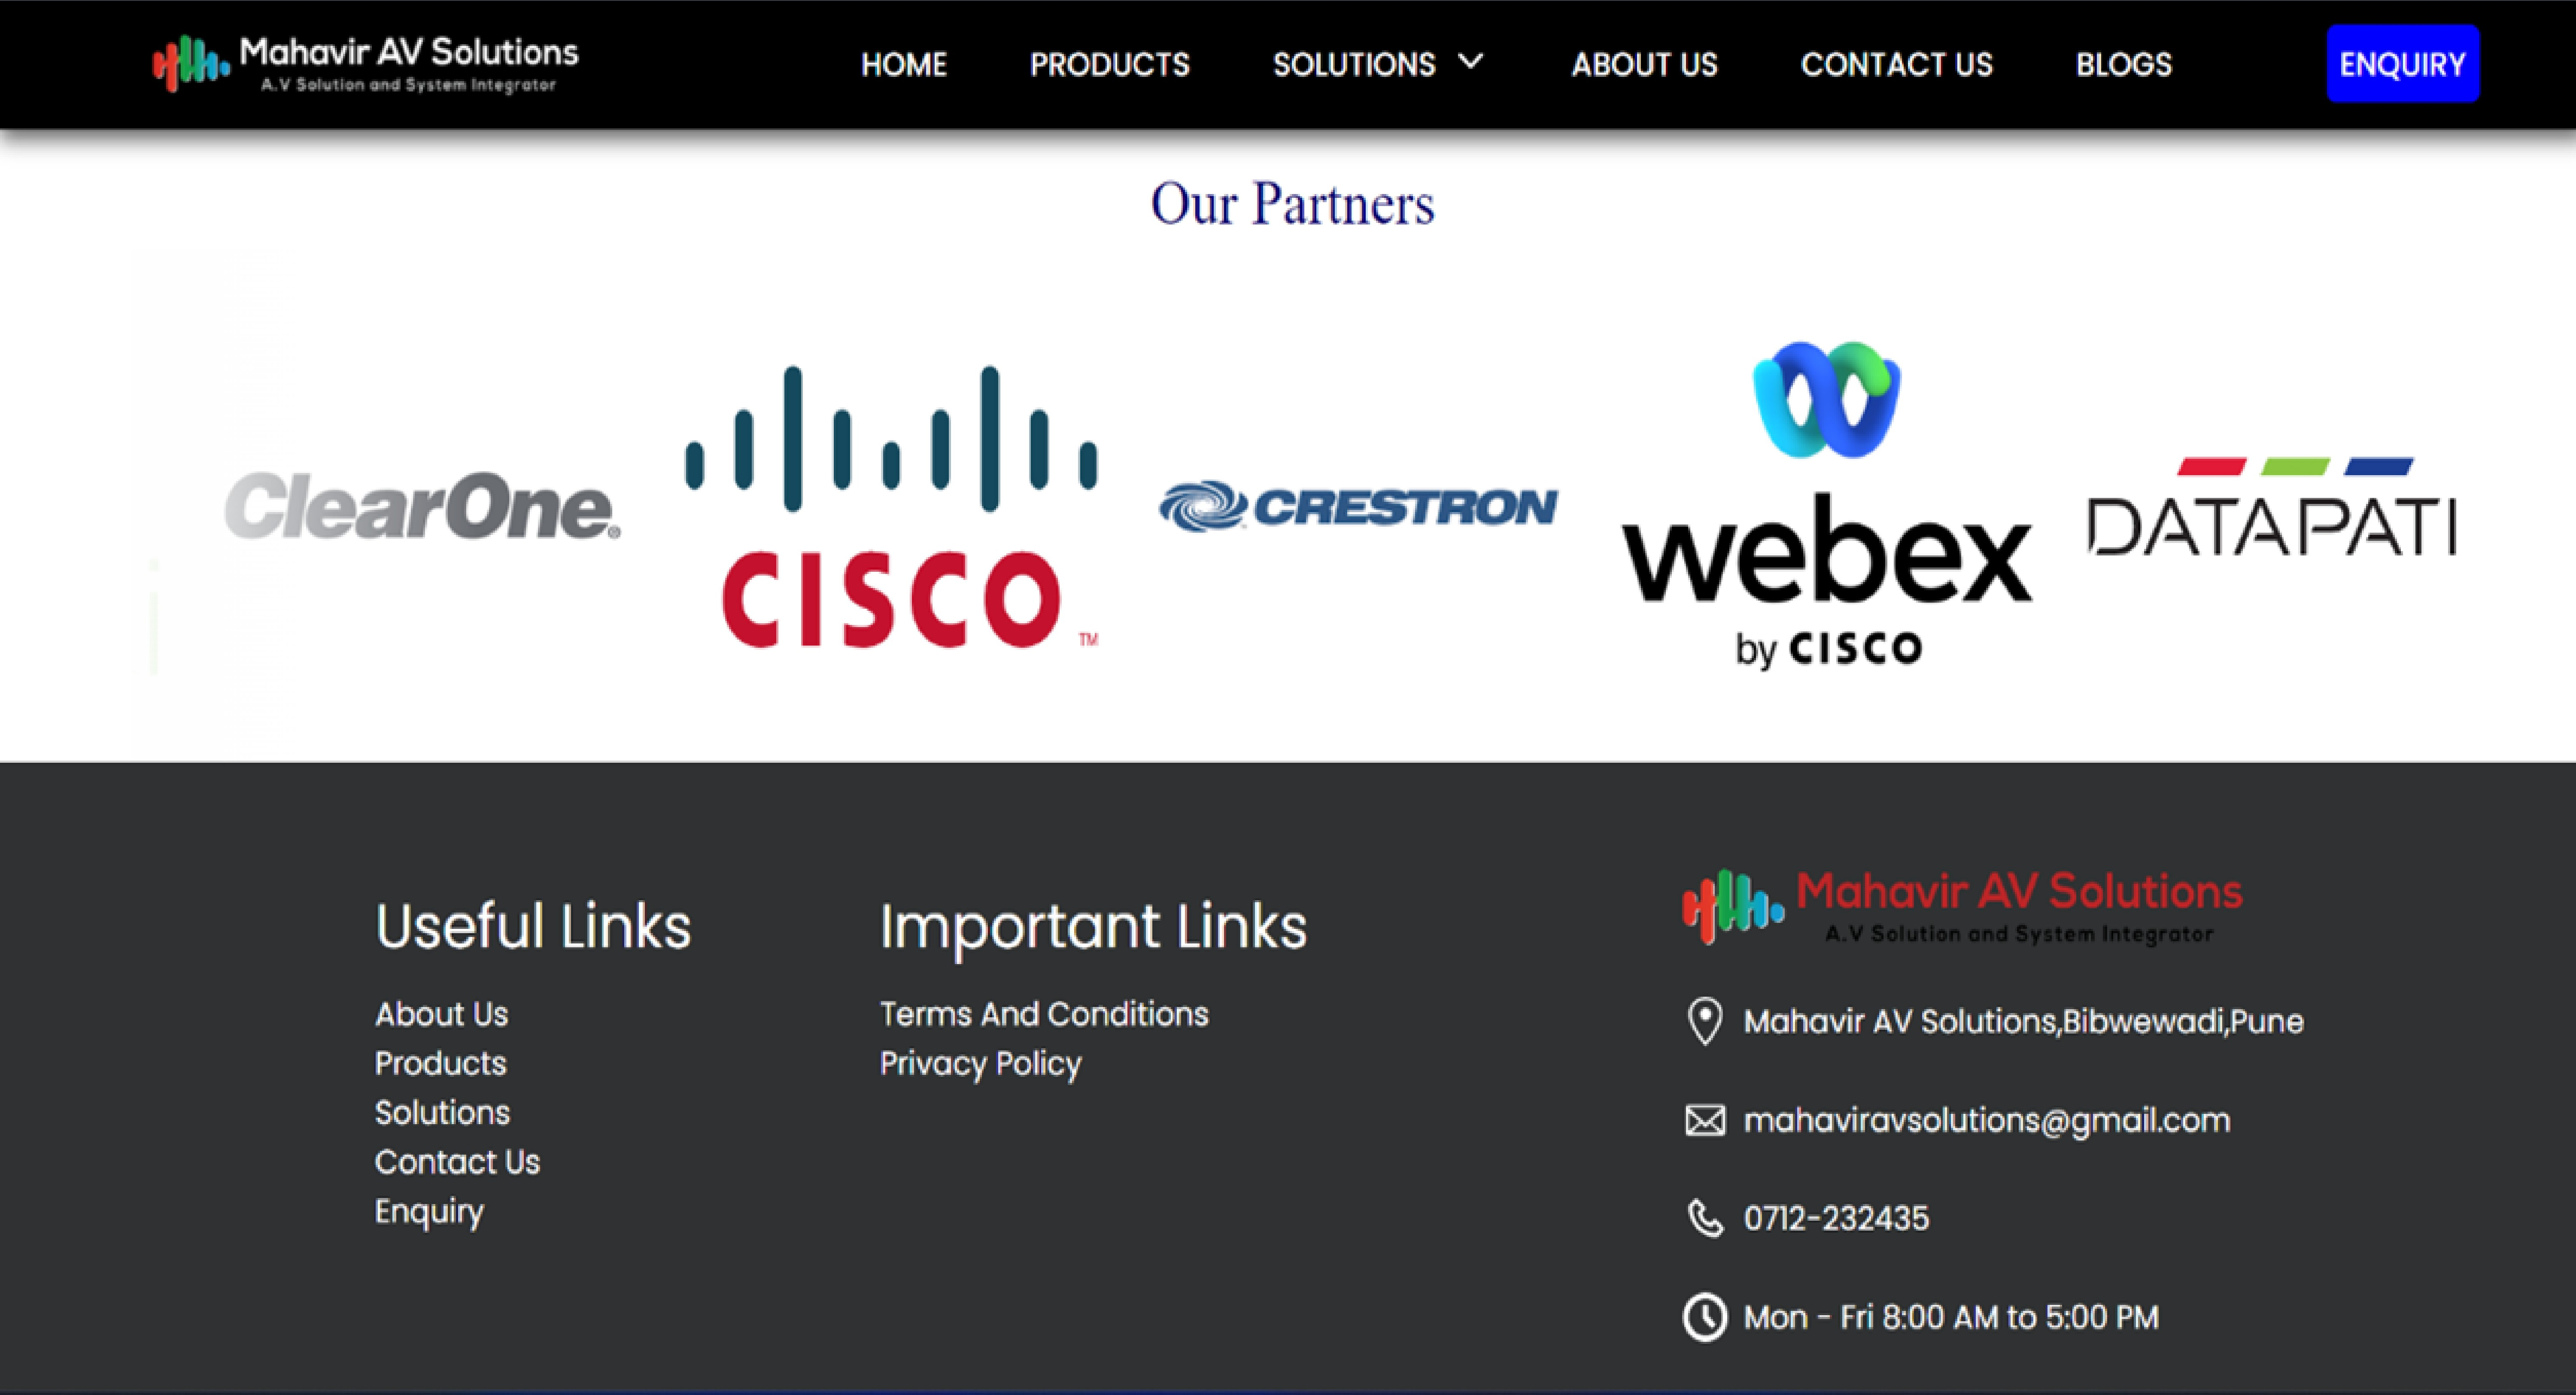 Mahavir AV Solutions
A.V Solution and System Integrator
HOME PRODUCTS SOLUTIONS ABOUT US CONTACT US BLOGS ENQUIRY
Our Partners
ClearOne®
CISCO™
CRESTRON
webex
by CISCO
DATAPATI
Useful Links
About Us
Products
Solutions
Contact Us
Enquiry
Important Links
Terms And Conditions
Privacy Policy
Mahavir AV Solutions
A.V Solution and System Integrator
Mahavir AV Solutions,Bibwewadi,Pune
mahaviravsolutions@gmail.com
0712-232435
Mon - Fri 8:00 AM to 5:00 PM